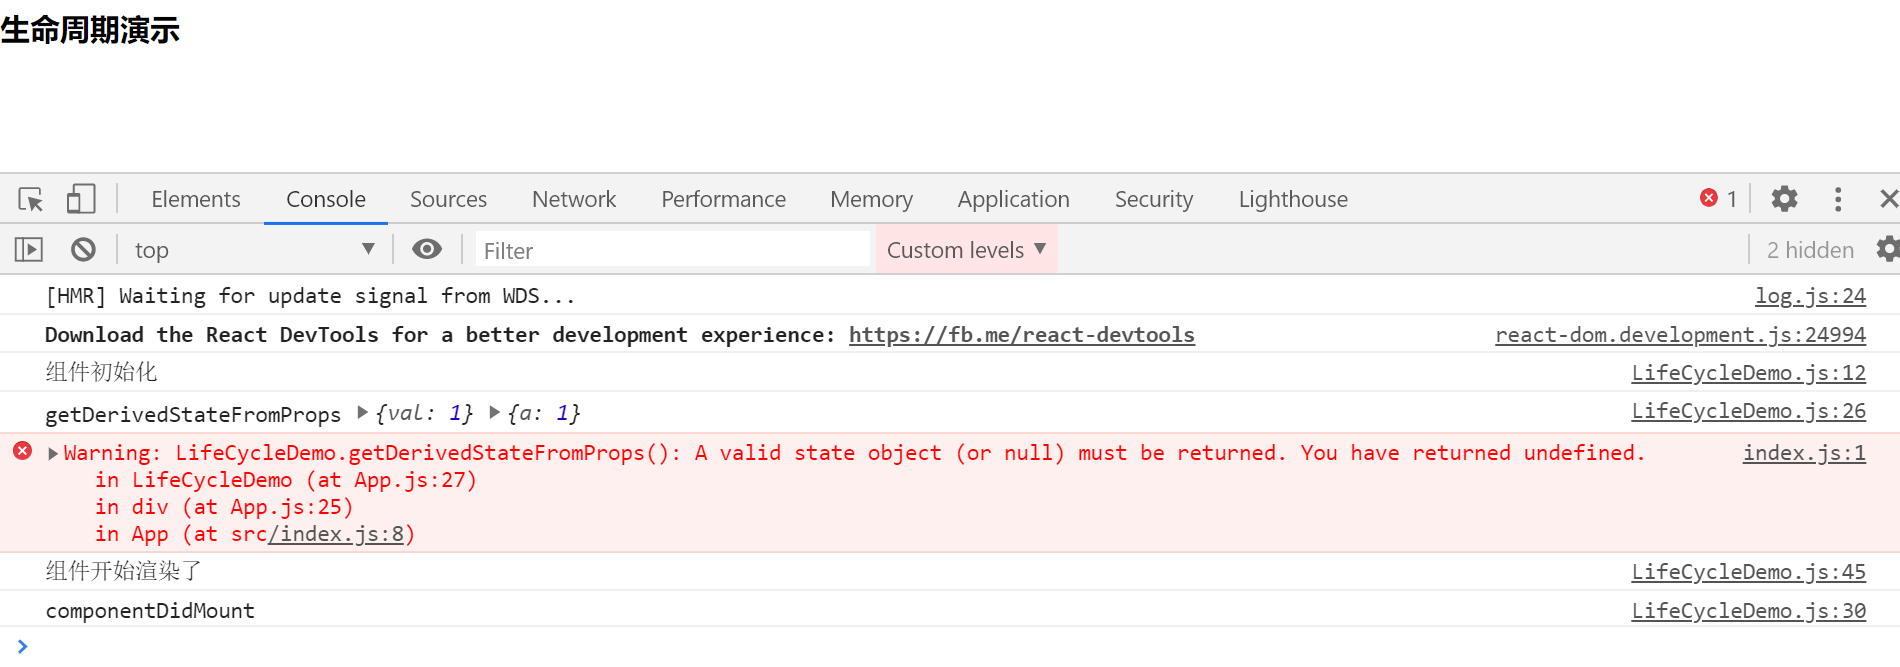 生命周期演示
Elements Console Sources Network Performance Memory Application Security Lighthouse 1
top Filter Custom levels 2 hidden
[HMR] Waiting for update signal from WDS... log.js:24
Download the React DevTools for a better development experience: https://fb.me/react-devtools react-dom.development.js:24994
组件初始化 LifeCycleDemo.js:12
getDerivedStateFromProps {val: 1} {a: 1} LifeCycleDemo.js:26
Warning: LifeCycleDemo.getDerivedStateFromProps(): A valid state object (or null) must be returned. You have returned undefined. index.js:1
in LifeCycleDemo (at App.js:27)
in div (at App.js:25)
in App (at src/index.js:8)
组件开始渲染了 LifeCycleDemo.js:45
componentDidMount LifeCycleDemo.js:30